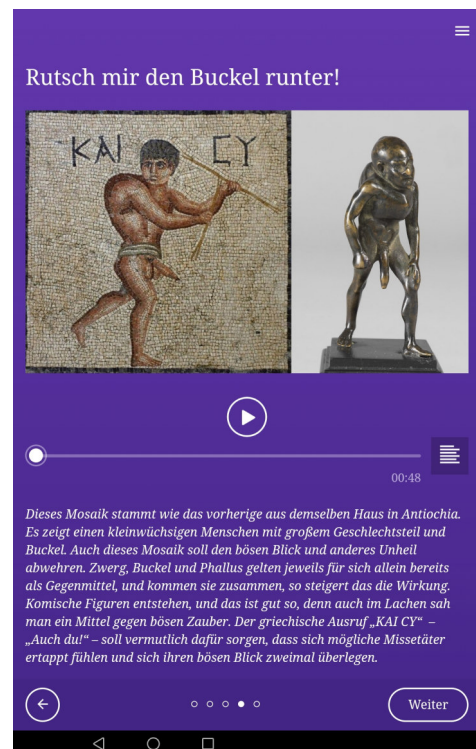 Rutsch mir den Buckel runter!
KAI CY
00:48
Dieses Mosaik stammt wie das vorherige aus demselben Haus in Antiochia.
Es zeigt einen kleinwüchsigen Menschen mit großem Geschlechtsteil und
Buckel. Auch dieses Mosaik soll den bösen Blick und anderes Unheil
abwehren. Zwerg, Buckel und Phallus gelten jeweils für sich allein bereits
als Gegenmittel, und kommen sie zusammen, so steigert das die Wirkung.
Komische Figuren entstehen, und das ist gut so, denn auch im Lachen sah
man ein Mittel gegen bösen Zauber. Der griechische Ausruf „KAI CY“ –
„Auch du!“ – soll vermutlich dafür sorgen, dass sich mögliche Missetäter
ertappt fühlen und sich ihren bösen Blick zweimal überlegen.
Weiter